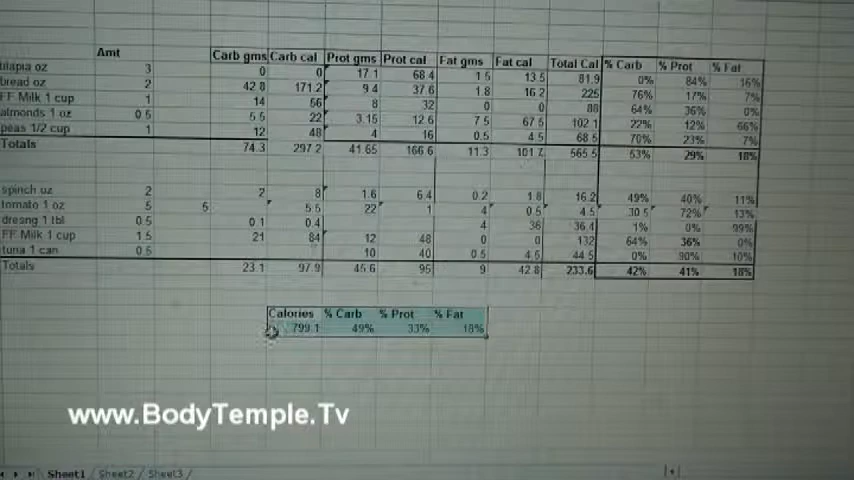 Amt Carb gms Carb cal Prot gms Prot cal Fat gms Fat cal Total Cal % Carb % Prot % Fat
tilapia oz 3 0 0 17.1 68.4 1.5 13.5 81.9 0% 84% 16%
bread oz 2 42.8 171.2 9.4 37.6 1.8 16.2 225 76% 17% 7%
FF Milk 1 cup 1 14 56 8 32 0 0 88 64% 36% 0%
almonds 1 oz 0.5 5.5 22 3.15 12.6 7.5 67.5 102.1 22% 12% 66%
peas 1/2 cup 1 12 48 4 16 0.5 4.5 68.5 70% 23% 7%
Totals 74.3 297.2 41.65 166.6 11.3 101.7 565.5 53% 29% 18%
spinch oz 2 2 8 1.6 6.4 0.2 1.8 16.2 49% 40% 11%
tomato 1 oz 5 5 5.5 22 1 4 0.5 4.5 30.5 72% 13%
dresng 1 tbl 0.5 0.1 0.4 4 36 36.4 1% 0% 99%
FF Milk 1 cup 1.5 21 84 12 48 0 0 132 64% 36% 0%
tuna 1 can 0.5 10 40 0.5 4.5 44.5 0% 90% 10%
Totals 23.1 97.9 45.6 95 9 42.8 233.6 42% 41% 18%
Calories % Carb % Prot % Fat
799.1 49% 33% 18%
www.BodyTemple.Tv
Sheet1 / Sheet2 / Sheet3 /